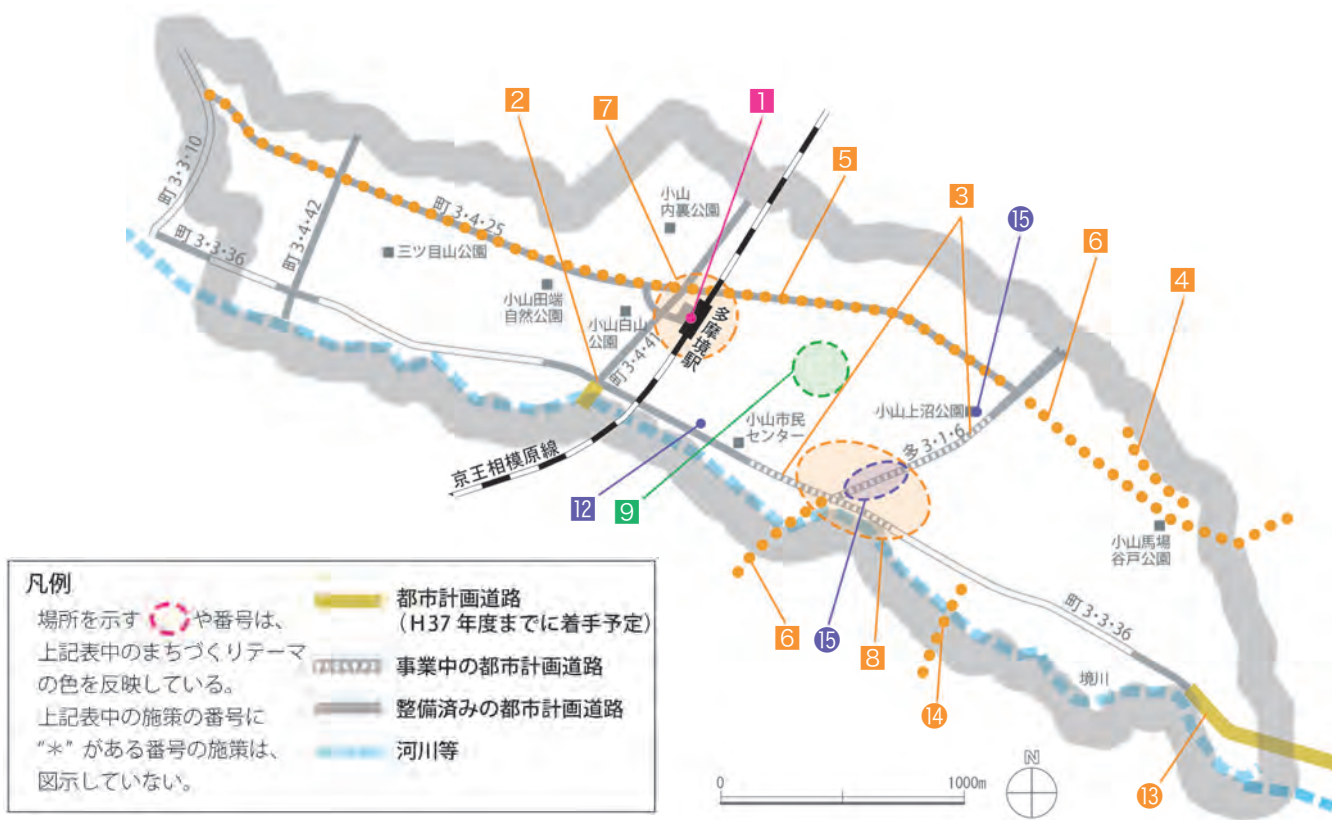 2
7
1
5
3
⑮
6
4
町3・3・10
町3・3・36
町3・4・42
町3・4・25
三ツ目山公園
小山
内裏公園
小山田端
自然公園
小山白山
公園
町3・4・41
多摩境駅
京王相模原線
小山市民
センター
小山上沼公園
多3・1・6
小山馬場
谷戸公園
町3・3・36
境川
12
9
6
⑮
8
⑭
⑬
凡例
場所を示す や番号は、
上記表中のまちづくりテーマ
の色を反映している。
上記表中の施策の番号に
“＊” がある番号の施策は、
図示していない。
都市計画道路
（H37 年度までに着手予定）
事業中の都市計画道路
整備済みの都市計画道路
河川等
0 1000m
N